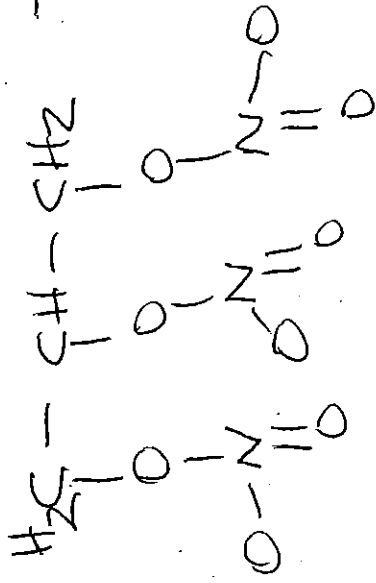 H2C — CH — CH2
O O O
O — N O — N N — O
O O O